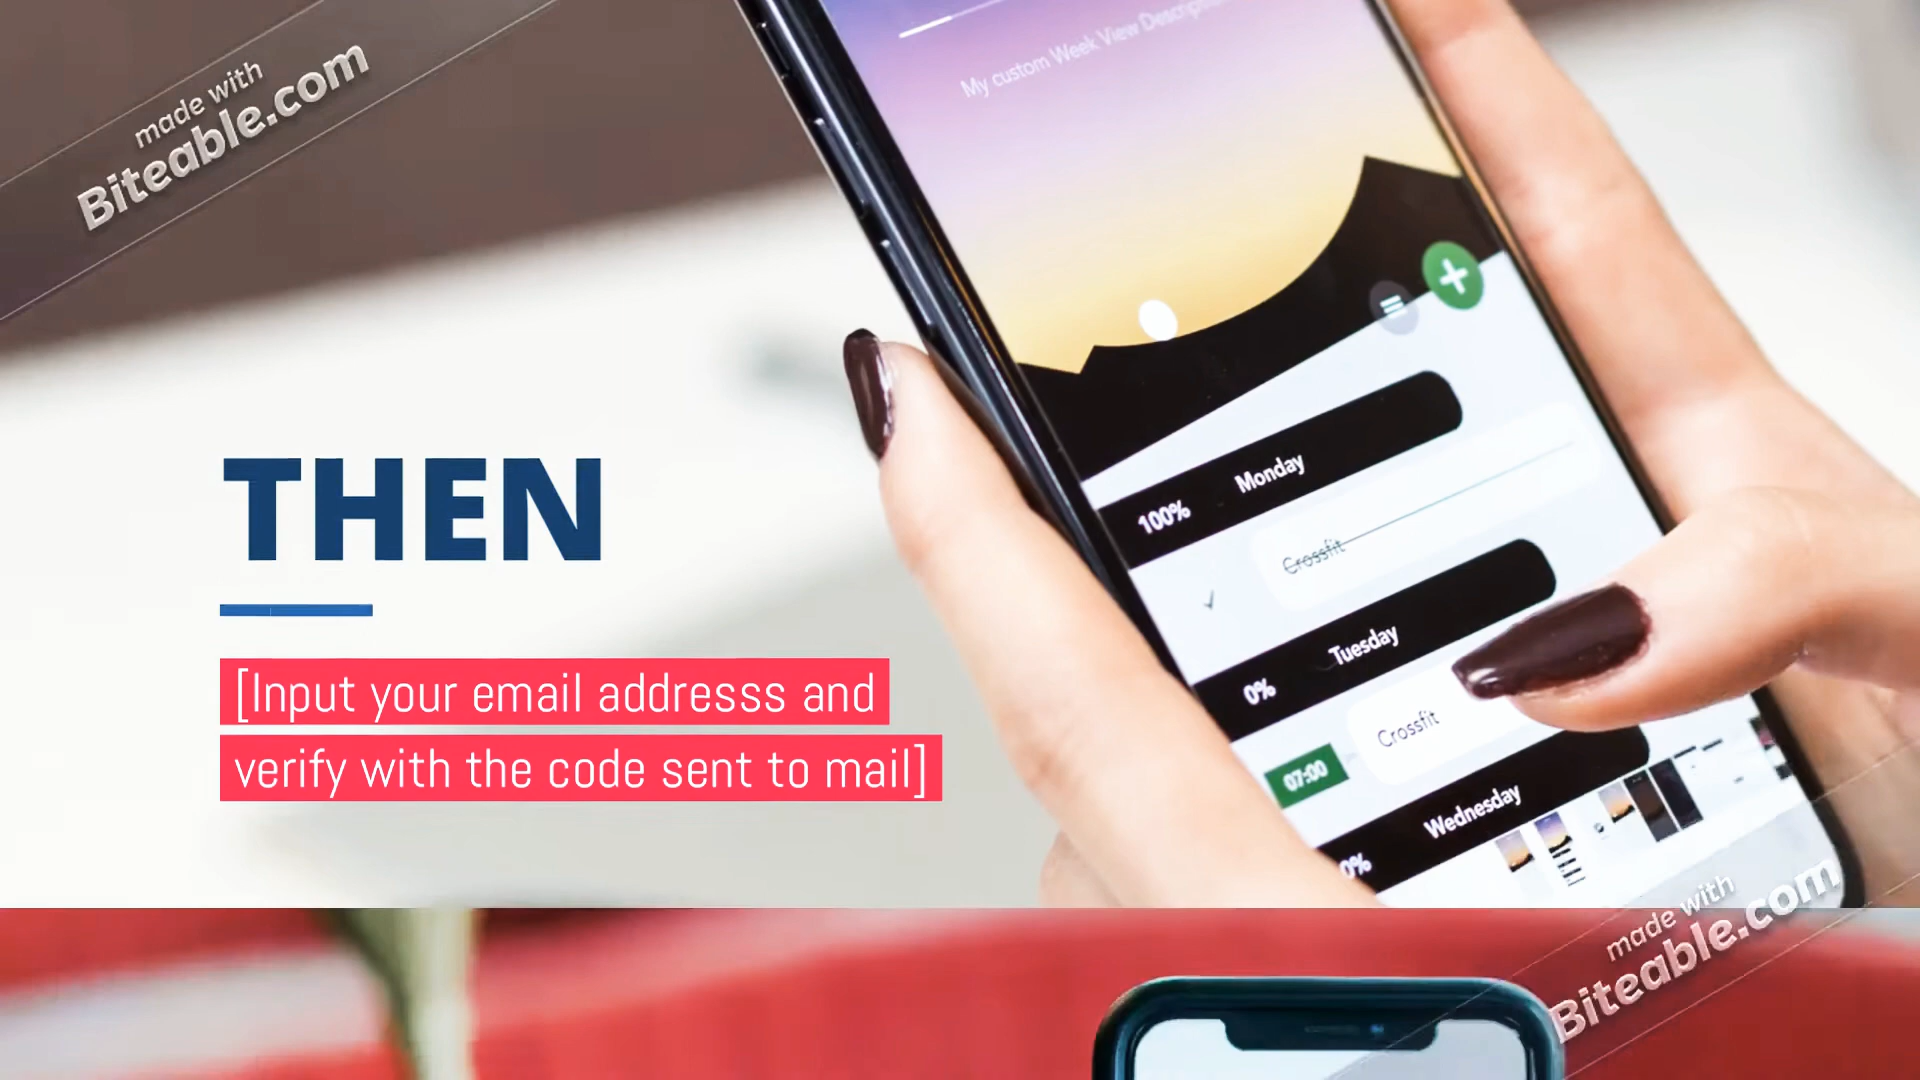 made with
Biteable.com
My custom Week View
THEN
[Input your email addresss and
verify with the code sent to mail]
100% Monday
Crossfit
0% Tuesday
07:00 Crossfit
0% Wednesday
made with
Biteable.com